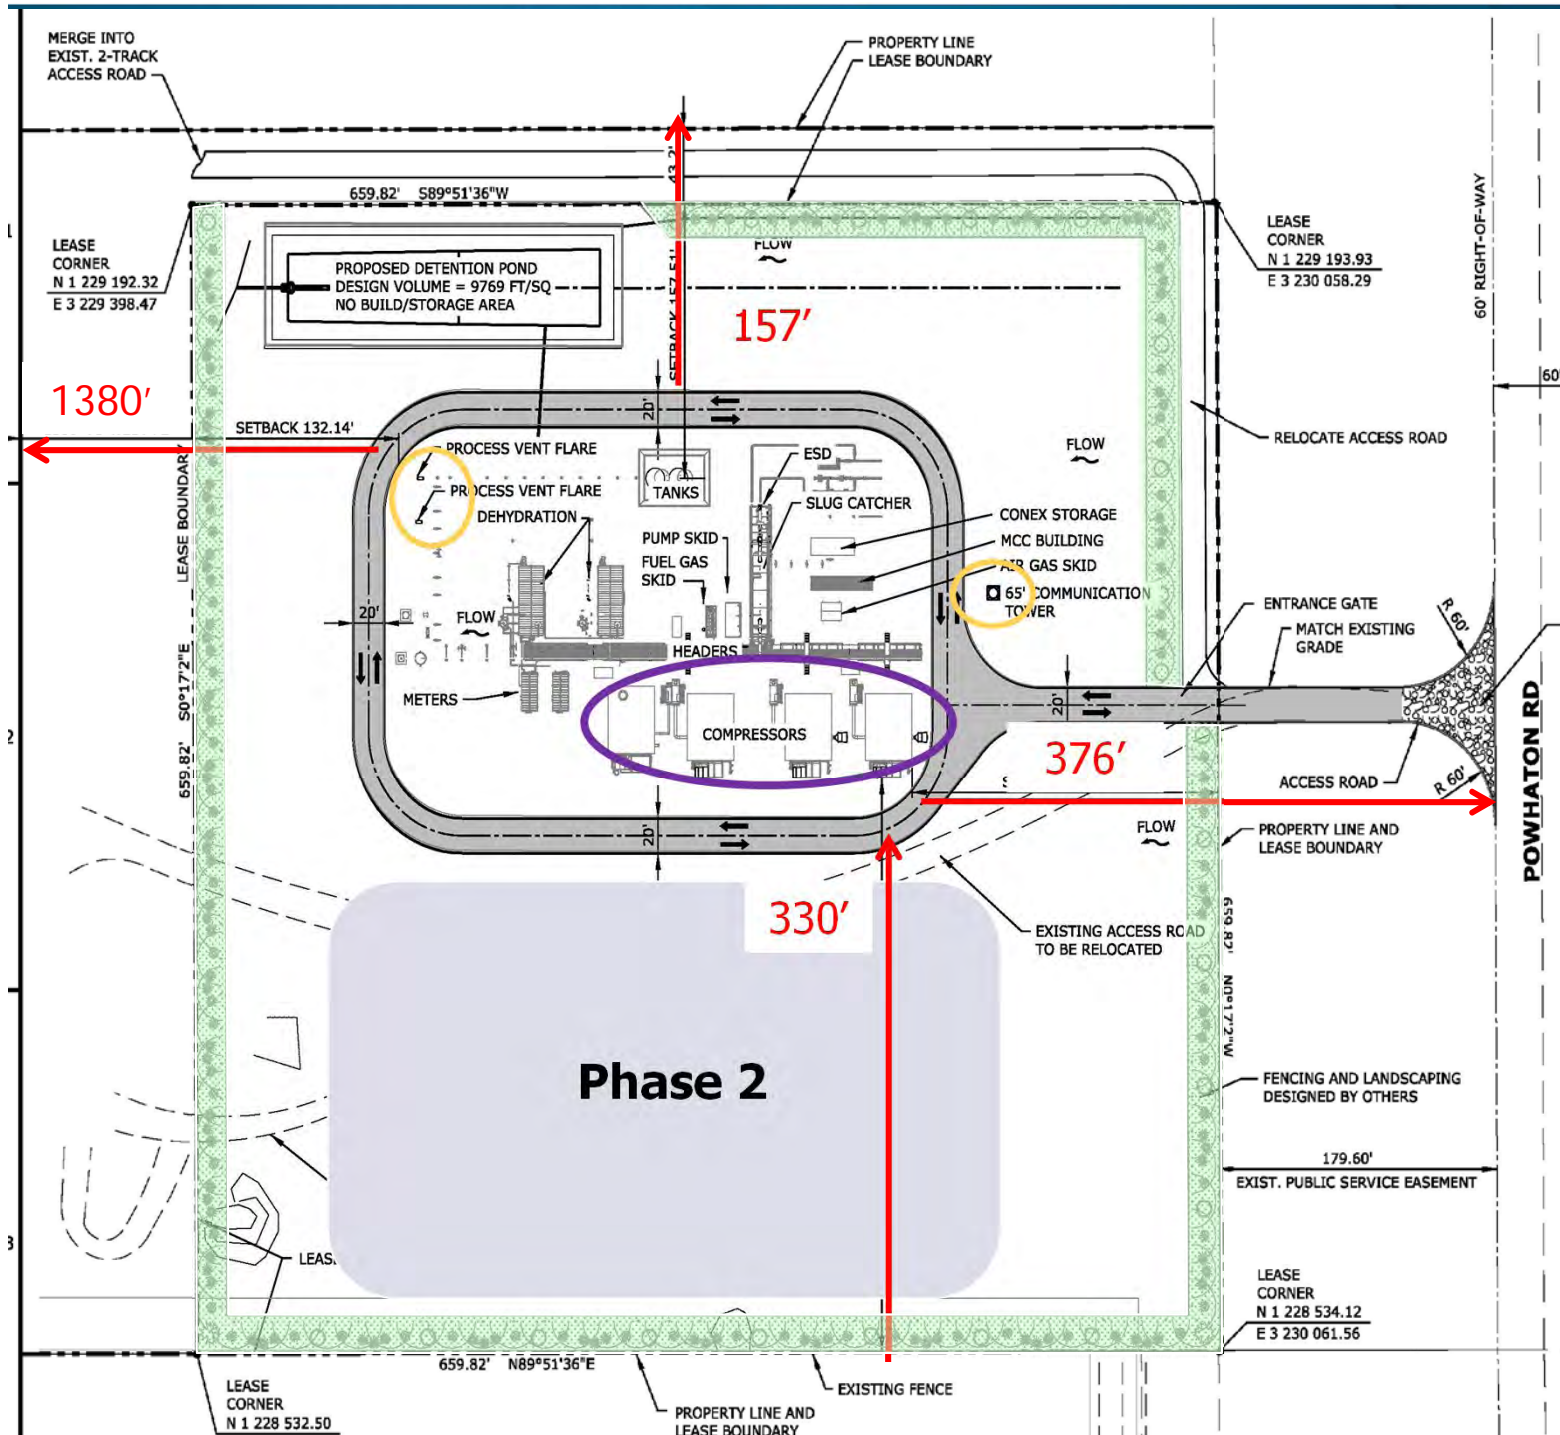 MERGE INTO
EXIST. 2-TRACK
ACCESS ROAD
PROPERTY LINE
LEASE BOUNDARY
43.2'
659.82' S89°51'36"W
60' RIGHT-OF-WAY
LEASE
CORNER
N 1 229 192.32
E 3 229 398.47
LEASE
CORNER
N 1 229 193.93
E 3 230 058.29
FLOW
PROPOSED DETENTION POND
DESIGN VOLUME = 9769 FT/SQ
NO BUILD/STORAGE AREA
SETBACK 157.51'
157'
1380'
60'
20'
SETBACK 132.14'
RELOCATE ACCESS ROAD
FLOW
PROCESS VENT FLARE
ESD
PROCESS VENT FLARE
TANKS
SLUG CATCHER
DEHYDRATION
CONEX STORAGE
PUMP SKID
MCC BUILDING
FUEL GAS
SKID
AIR GAS SKID
LEASE BOUNDARY
65' COMMUNICATION
TOWER
ENTRANCE GATE
R 60'
20'
FLOW
MATCH EXISTING
GRADE
HEADERS
METERS
20'
659.82' S0°17'2"E
COMPRESSORS
376'
POWHATON RD
ACCESS ROAD
R 60'
20'
FLOW
PROPERTY LINE AND
LEASE BOUNDARY
330'
EXISTING ACCESS ROAD
TO BE RELOCATED
659.82' N0°17'2"W
Phase 2
FENCING AND LANDSCAPING
DESIGNED BY OTHERS
179.60'
EXIST. PUBLIC SERVICE EASEMENT
LEASE
CORNER
N 1 228 534.12
E 3 230 061.56
659.82' N89°51'36"E
LEASE
CORNER
N 1 228 532.50
EXISTING FENCE
PROPERTY LINE AND
LEASE BOUNDARY